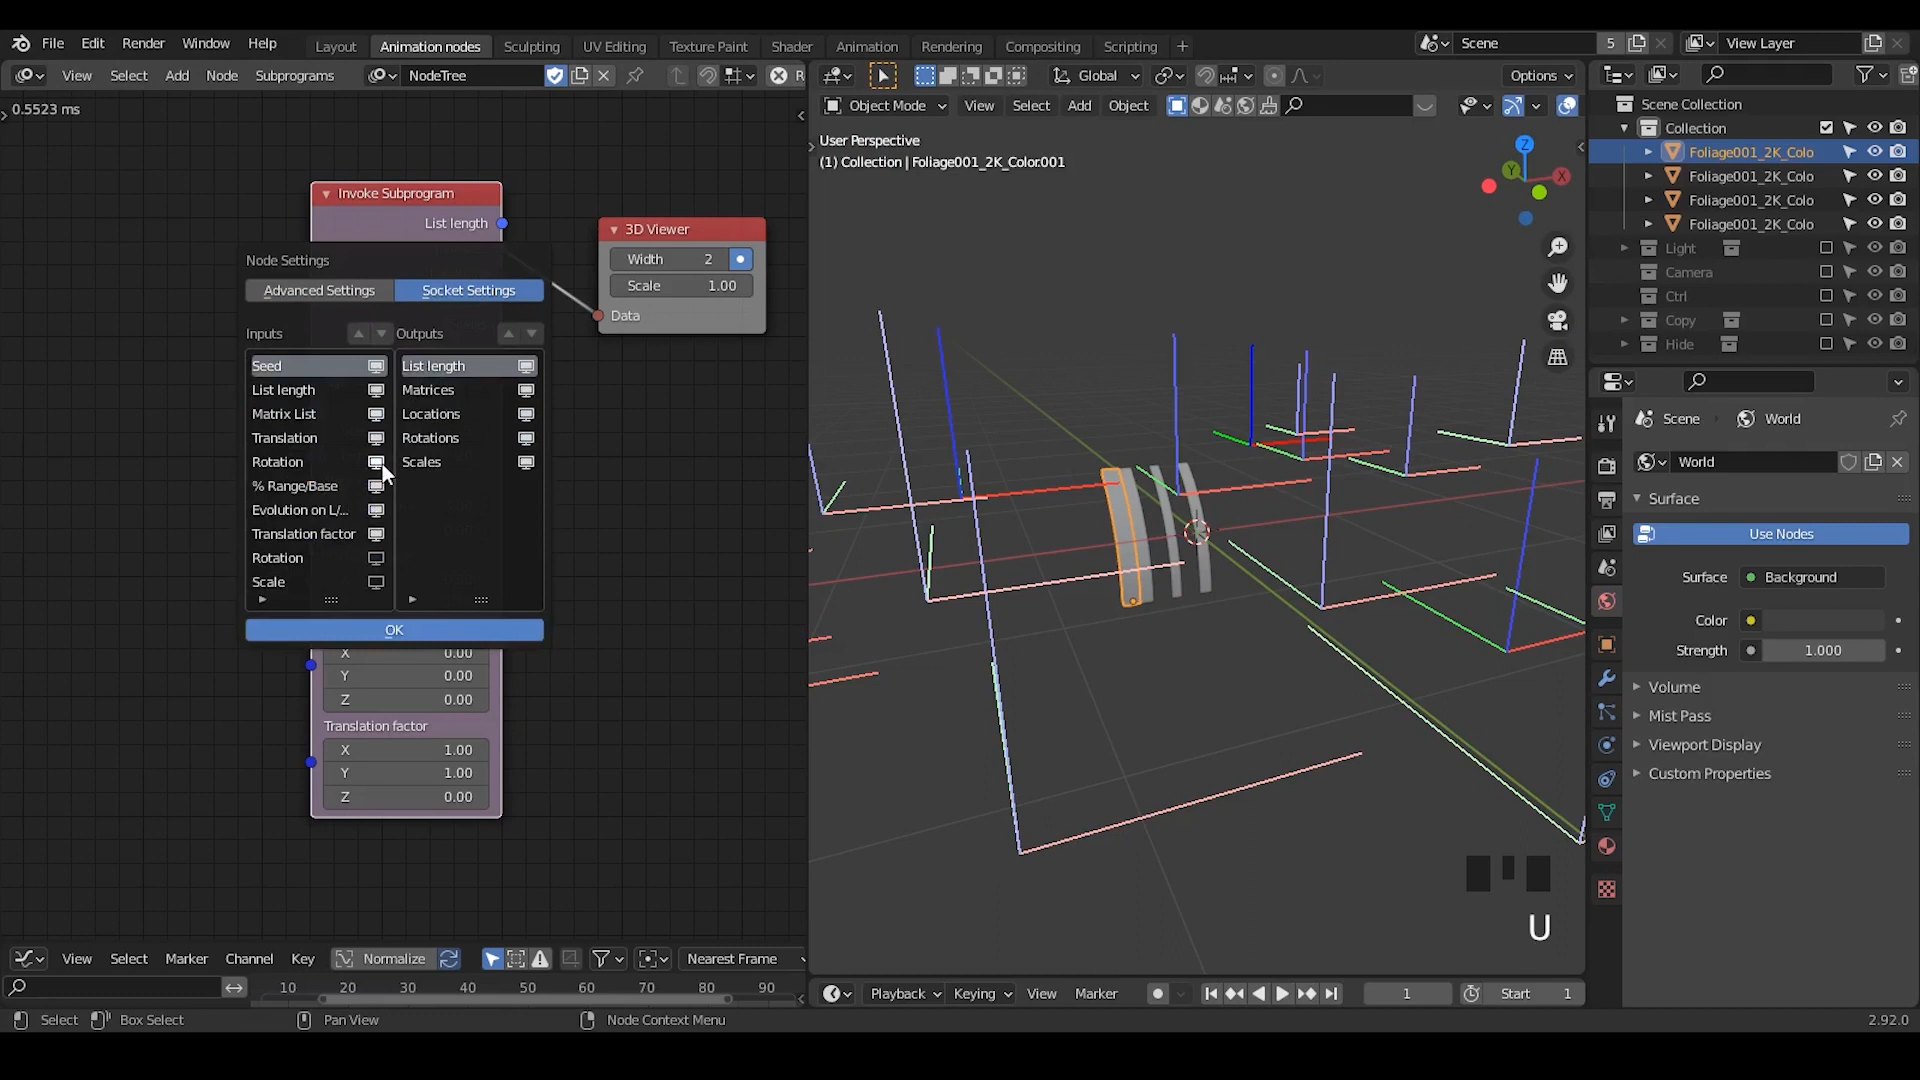 File Edit Render Window Help Layout Animation nodes Sculpting UV Editing Texture Paint Shader Animation Rendering Compositing Scripting + Scene 5 View Layer
View Select Add Node Subprograms NodeTree R Global Options
Object Mode View Select Add Object
0.5523 ms
User Perspective
(1) Collection | Foliage001_2K_Color.001
Z
Y
X
Invoke Subprogram
List length
3D Viewer
Width 2
Scale 1.00
Data
Node Settings
Advanced Settings Socket Settings
Inputs Outputs
Seed List length
List length Matrices
Matrix List Locations
Translation Rotations
Rotation Scales
% Range/Base
Evolution on L/...
Translation factor
Rotation
Scale
OK
X 0.00
Y 0.00
Z 0.00
Translation factor
X 1.00
Y 1.00
Z 0.00
U
Scene Collection
Collection
Foliage001_2K_Colo
Foliage001_2K_Colo
Foliage001_2K_Colo
Foliage001_2K_Colo
Light
Camera
Ctrl
Copy
Hide
Scene World
World
Surface
Use Nodes
Surface Background
Color
Strength 1.000
Volume
Mist Pass
Viewport Display
Custom Properties
View Select Marker Channel Key Normalize Nearest Frame
10 20 30 40 50 60 70 80 90
Playback Keying View Marker 1 Start 1
Select Box Select Pan View Node Context Menu 2.92.0